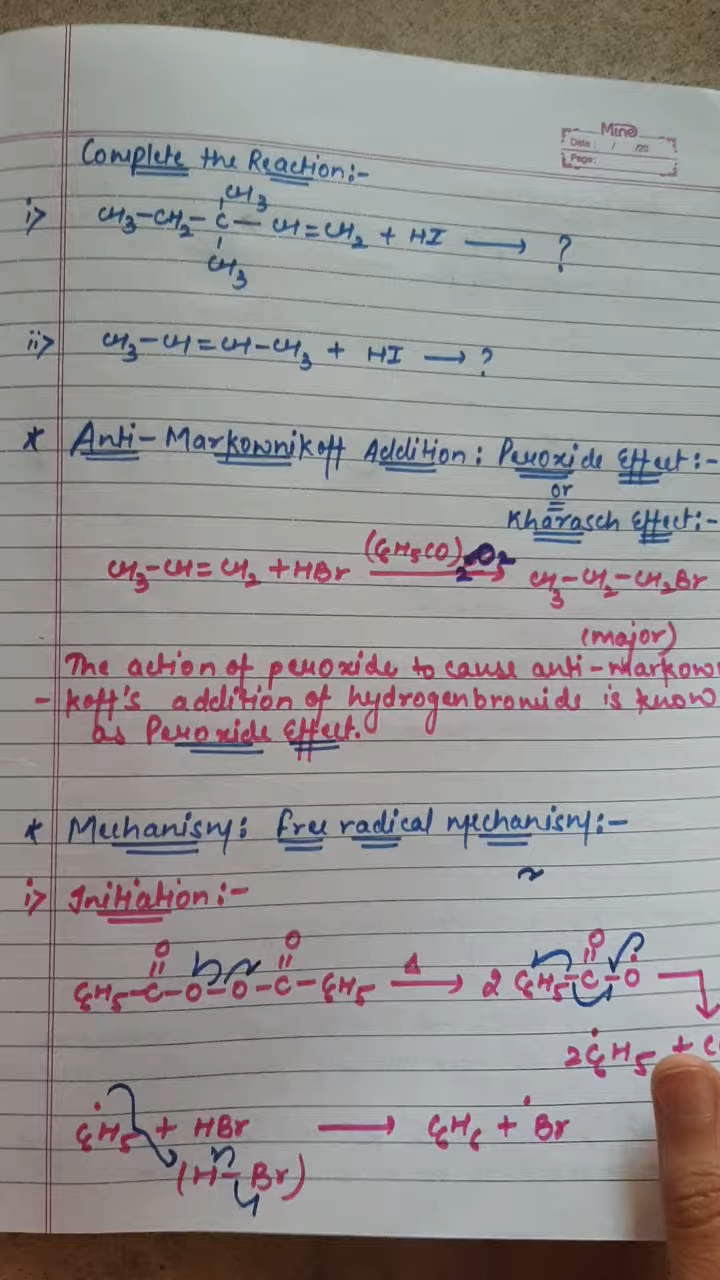 Mino
Date : / /20
Page:
Complete the Reaction:-
CH3
i> CH3-CH2-C-CH=CH2 + HI ⟶ ?
CH3
ii> CH3-CH=CH-CH3 + HI ⟶ ?
* Anti-Markownikoff Addition: Peroxide Effect:-
or
Kharasch Effect:-
(C6H5CO)2O2
CH3-CH=CH2 + HBr ⟶ CH3-CH2-CH2Br
(major)
The action of peroxide to cause anti-markow
-koff's addition of hydrogenbromide is know
as Peroxide Effect.
* Mechanism: Free radical mechanism:-
i> Initiation:-
O O Δ O
C6H5-C-O-O-C-C6H5 ⟶ 2 C6H5-C-O
2C6H5 + C
C6H5 + HBr ⟶ C6H6 + Br
(H-Br)